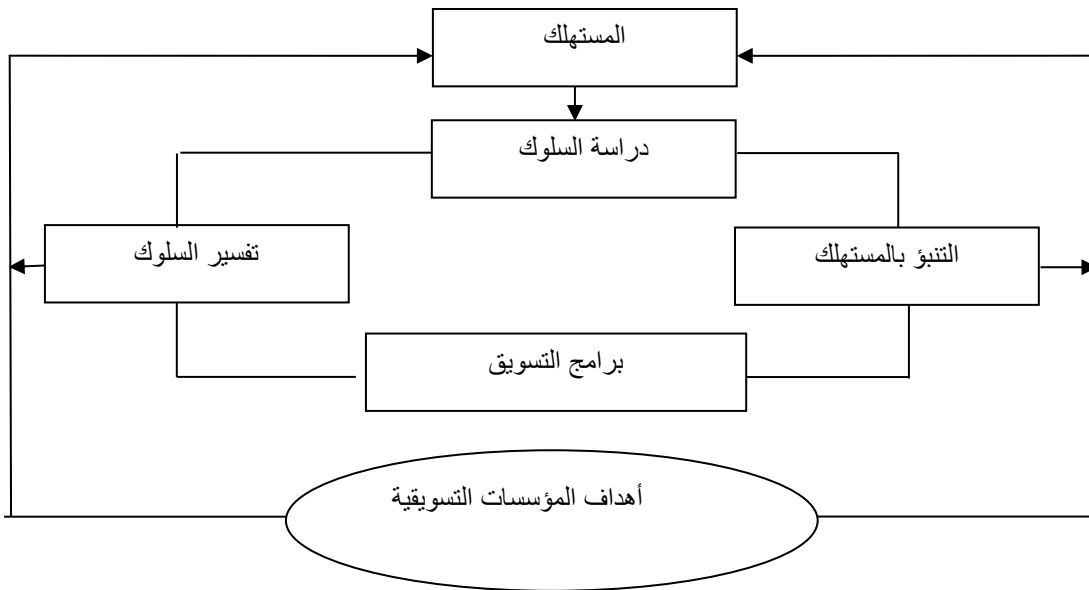 المستهلك
دراسة السلوك
التنبؤ بالمستهلك
تفسير السلوك
برامج التسويق
أهداف المؤسسات التسويقية